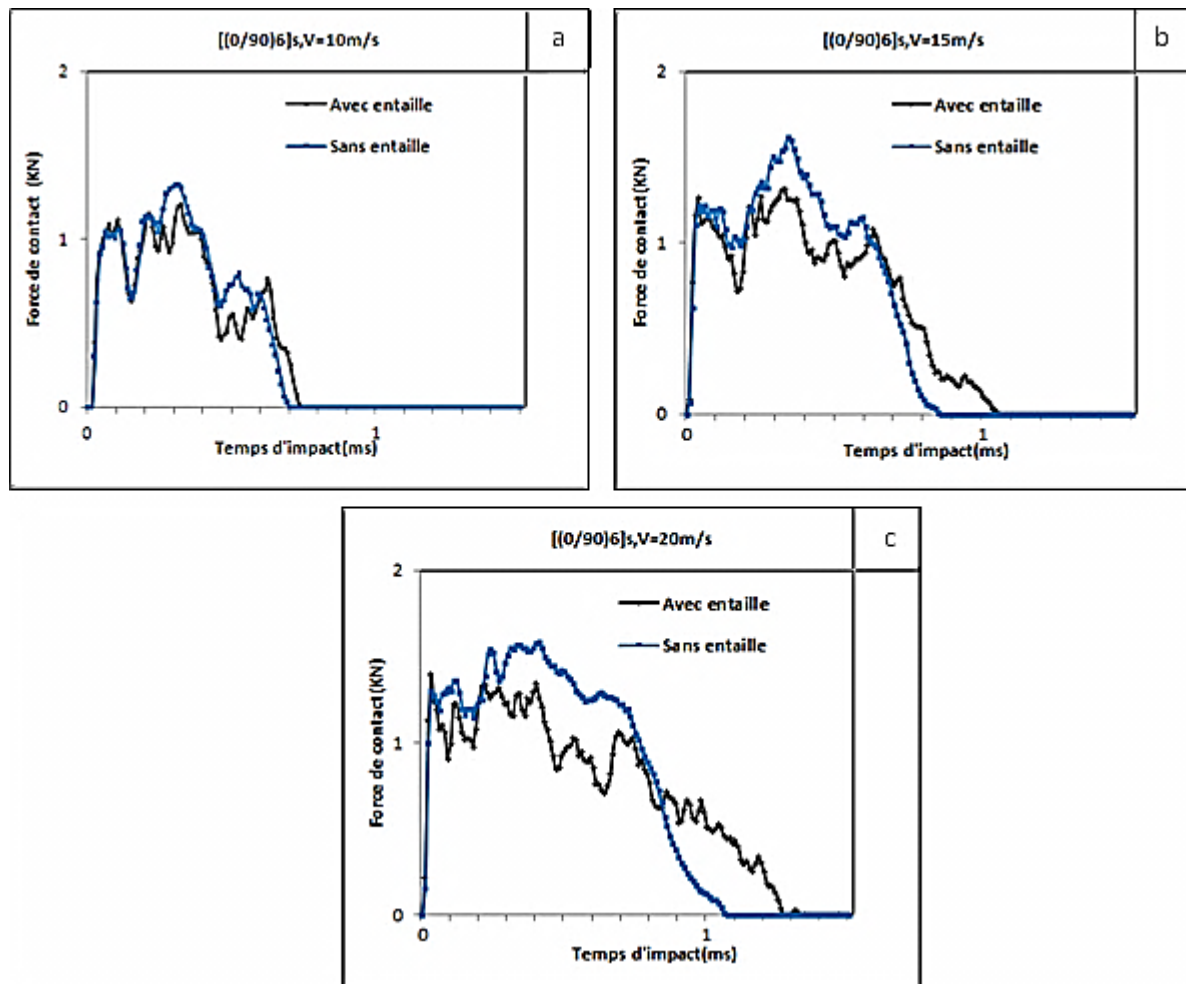 [(0/90)6]s,V=10m/s
a
2
Avec entaille
Sans entaille
Force de contact (KN)
1
0
0
1
Temps d'impact(ms)
[(0/90)6]s,V=15m/s
b
2
Avec entaille
Sans entaille
Force de contact(KN)
1
0
0
1
Temps d'impact(ms)
[(0/90)6]s,V=20m/s
c
2
Avec entaille
Sans entaille
Force de contact(KN)
1
0
0
1
Temps d'impact(ms)